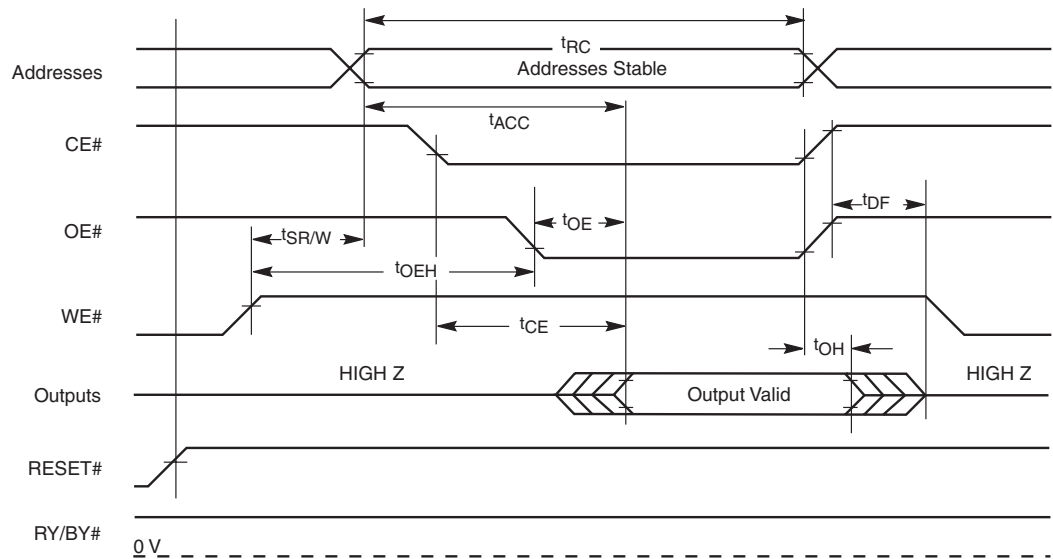 tRC
Addresses
Addresses Stable
tACC
CE#
tDF
tOE
OE#
tSR/W
tOEH
WE#
tCE
tOH
HIGH Z
HIGH Z
Outputs
Output Valid
RESET#
RY/BY#
0 V